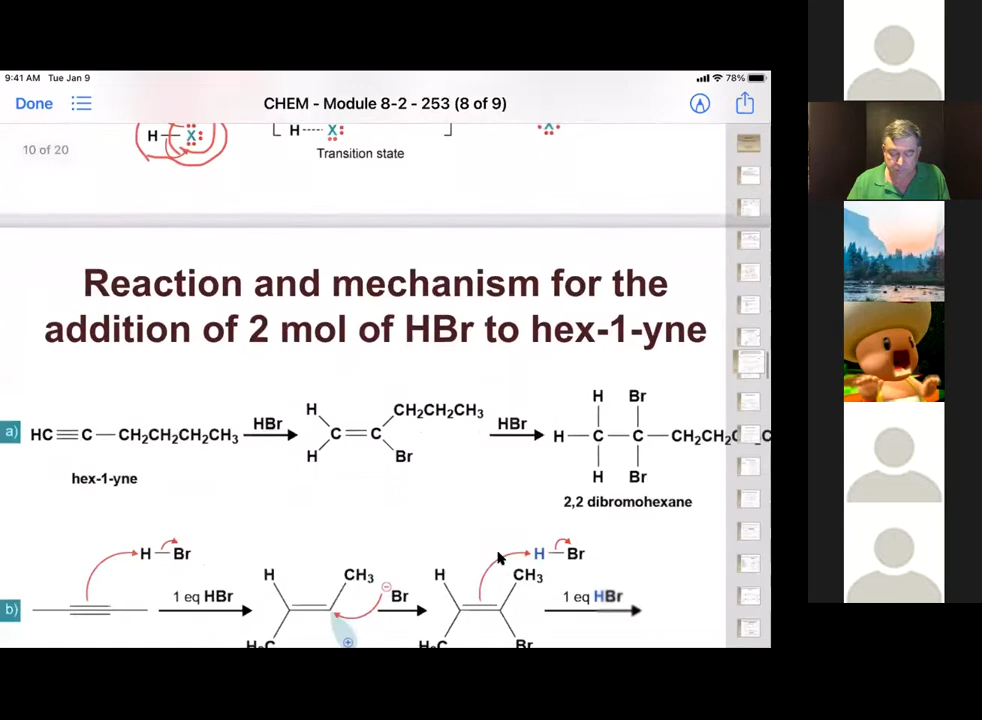 9:41 AM Tue Jan 9
78%
Done
CHEM - Module 8-2 - 253 (8 of 9)
10 of 20
H X:
H X:
X
Transition state
Reaction and mechanism for the
addition of 2 mol of HBr to hex-1-yne
a) HC≡C—CH₂CH₂CH₂CH₃
HBr
H
H
C=C
CH₂CH₂CH₃
Br
HBr
H Br
H—C—C—CH₂CH₂
H Br
hex-1-yne
2,2 dibromohexane
b)
H—Br
1 eq HBr
H
CH₃
H₃C
⊕
⊖
Br
H—Br
H
CH₃
H₃C
Br
1 eq HBr